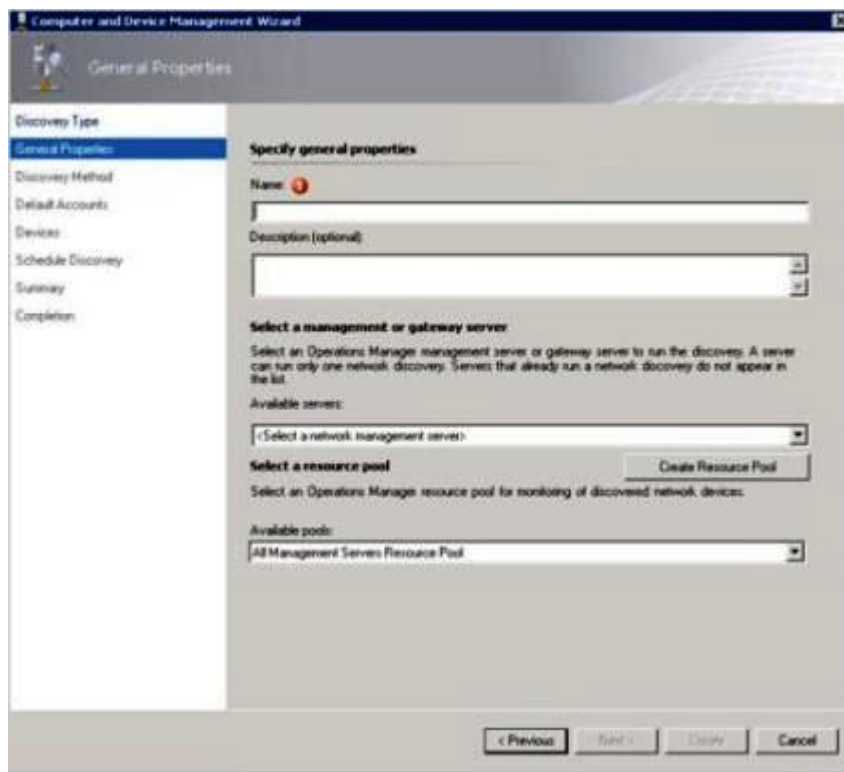 Computer and Device Management Wizard
General Properties
Discovery Type
General Properties
Discovery Method
Default Accounts
Devices
Schedule Discovery
Summary
Completion
Specify general properties
Name:
Description (optional):
Select a management or gateway server
Select an Operations Manager management server or gateway server to run the discovery. A server
can run only one network discovery. Servers that already run a network discovery do not appear in
the list.
Available servers:
<Select a network management server>
Select a resource pool
Create Resource Pool
Select an Operations Manager resource pool for monitoring of discovered network devices.
Available pools:
All Management Servers Resource Pool
< Previous
Next >
Create
Cancel